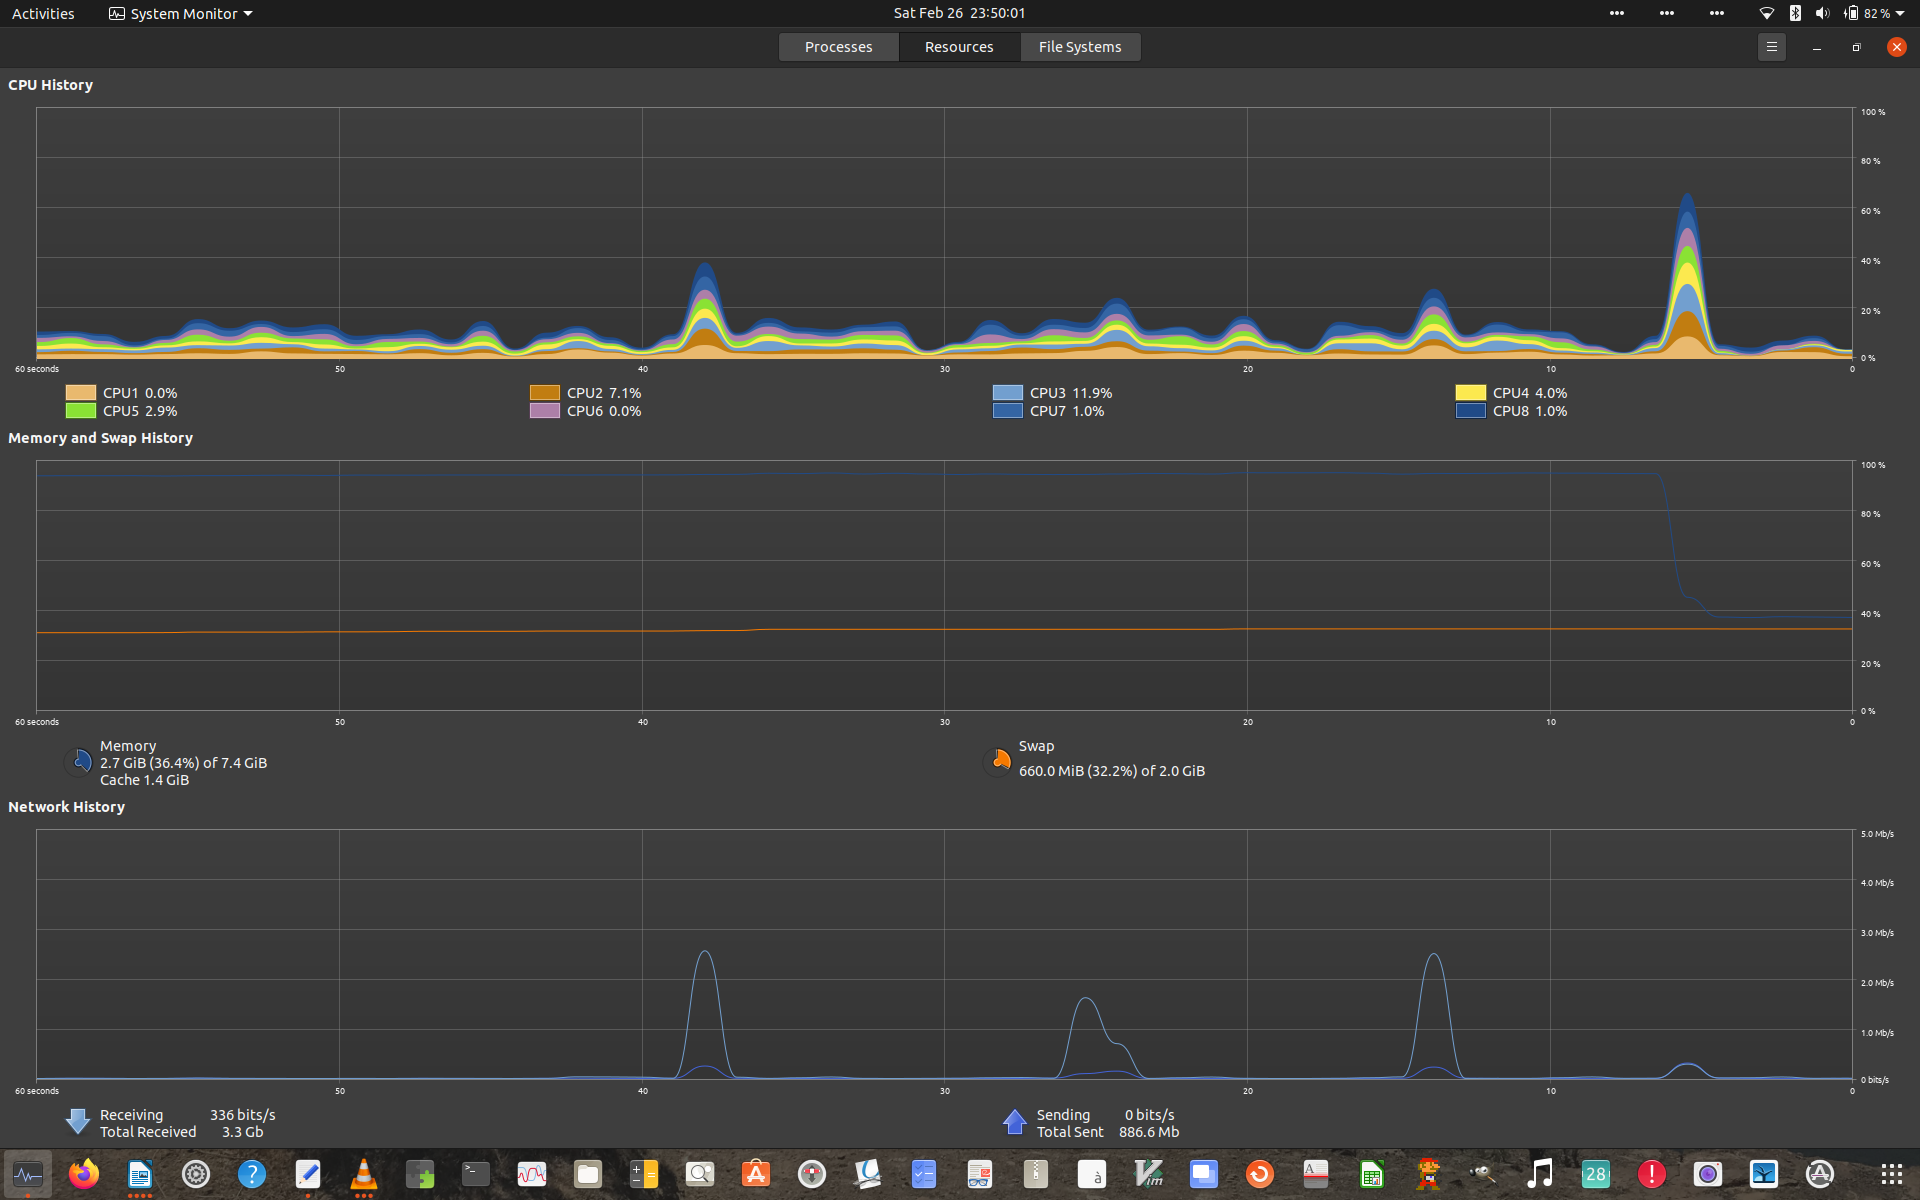 Activities System Monitor Sat Feb 26 23:50:01 82 %
Processes Resources File Systems
CPU History
100 %
80 %
60 %
40 %
20 %
0 %
60 seconds 50 40 30 20 10 0
CPU1 0.0% CPU2 7.1% CPU3 11.9% CPU4 4.0%
CPU5 2.9% CPU6 0.0% CPU7 1.0% CPU8 1.0%
Memory and Swap History
100 %
80 %
60 %
40 %
20 %
0 %
60 seconds 50 40 30 20 10 0
Memory
2.7 GiB (36.4%) of 7.4 GiB
Cache 1.4 GiB
Swap
660.0 MiB (32.2%) of 2.0 GiB
Network History
5.0 Mb/s
4.0 Mb/s
3.0 Mb/s
2.0 Mb/s
1.0 Mb/s
0 bits/s
60 seconds 50 40 30 20 10 0
Receiving 336 bits/s Sending 0 bits/s
Total Received 3.3 Gb Total Sent 886.6 Mb
? >_ à Vim A 28 !